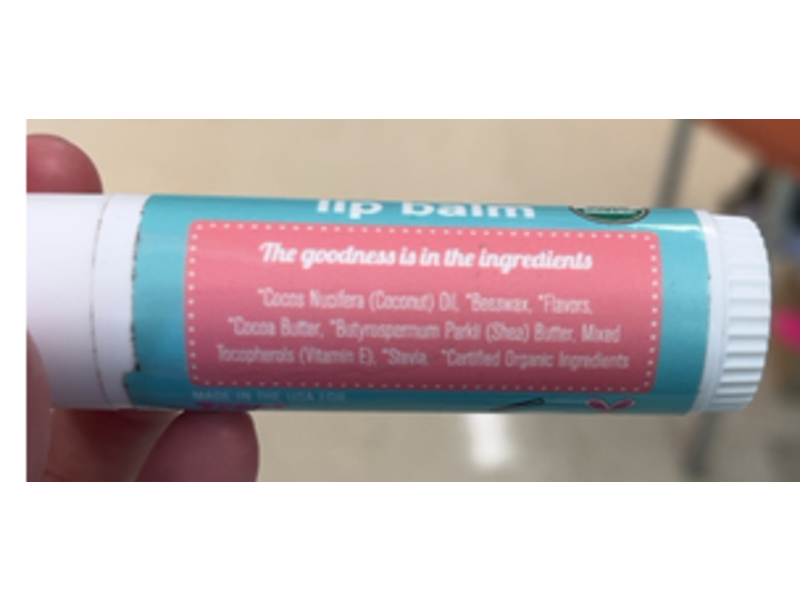 lip balm
The goodness is in the ingredients
*Cocos Nucifera (Coconut) Oil, *Beeswax, *Flavors,
*Cocoa Butter, *Butyrospermum Parkii (Shea) Butter, Mixed
Tocopherols (Vitamin E), *Stevia, *Certified Organic Ingredients
MADE IN THE USA FOR